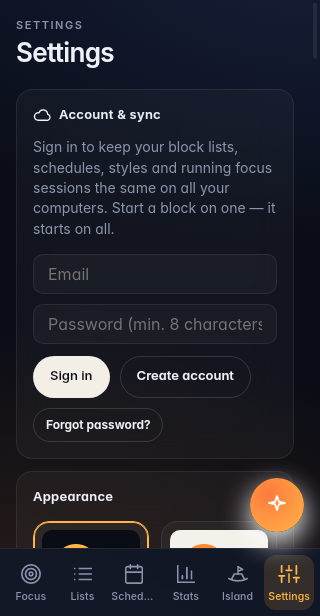 SETTINGS
Settings
Account & sync
Sign in to keep your block lists,
schedules, styles and running focus
sessions the same on all your
computers. Start a block on one — it
starts on all.
Email
Password (min. 8 characters
Sign in
Create account
Forgot password?
Appearance
Focus
Lists
Sched...
Stats
Island
Settings